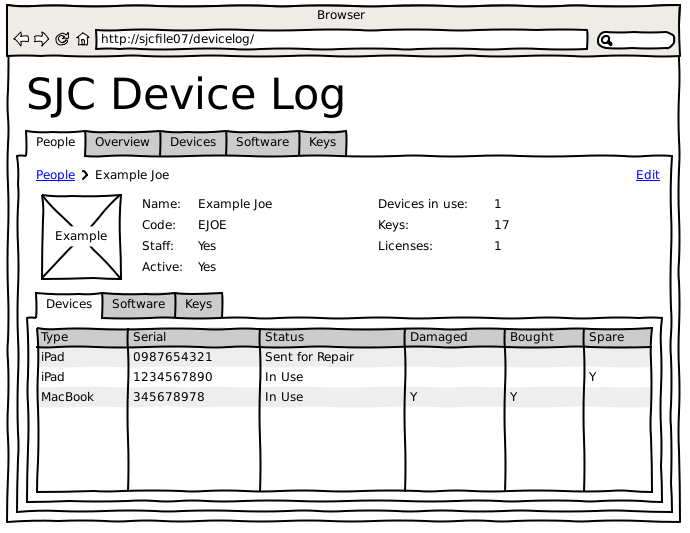 Browser
http://sjcfile07/devicelog/
SJC Device Log
People Overview Devices Software Keys
People > Example Joe Edit
Example
Name: Example Joe Devices in use: 1
Code: EJOE Keys: 17
Staff: Yes Licenses: 1
Active: Yes
Devices Software Keys
Type Serial Status Damaged Bought Spare
iPad 0987654321 Sent for Repair
iPad 1234567890 In Use Y
MacBook 345678978 In Use Y Y